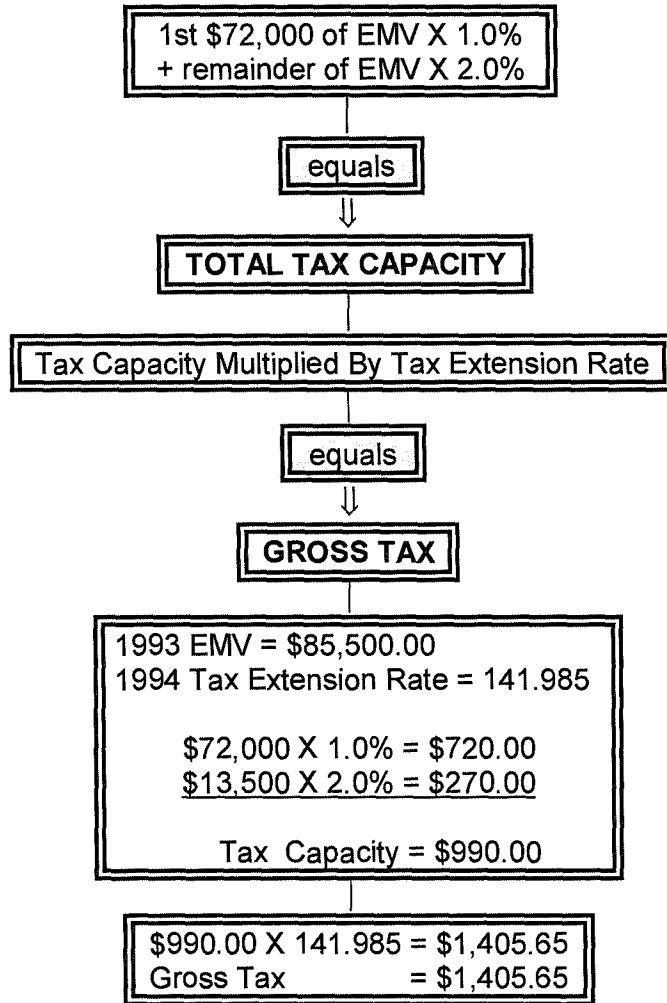 1st $72,000 of EMV X 1.0%
+ remainder of EMV X 2.0%
equals
⇓
TOTAL TAX CAPACITY
Tax Capacity Multiplied By Tax Extension Rate
equals
⇓
GROSS TAX
1993 EMV = $85,500.00
1994 Tax Extension Rate = 141.985
$72,000 X 1.0% = $720.00
$13,500 X 2.0% = $270.00
Tax Capacity = $990.00
$990.00 X 141.985 = $1,405.65
Gross Tax = $1,405.65